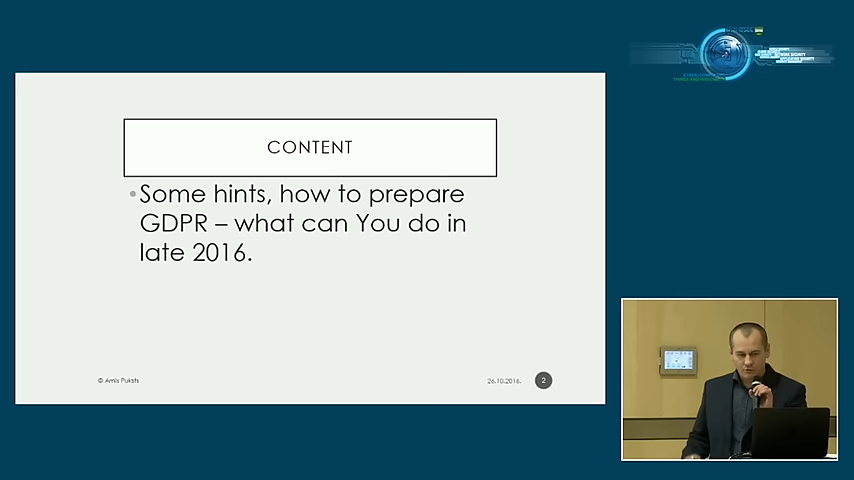 CONTENT
•Some hints, how to prepare
GDPR – what can You do in
late 2016.
© Arnis Puksts
26.10.2016.
2